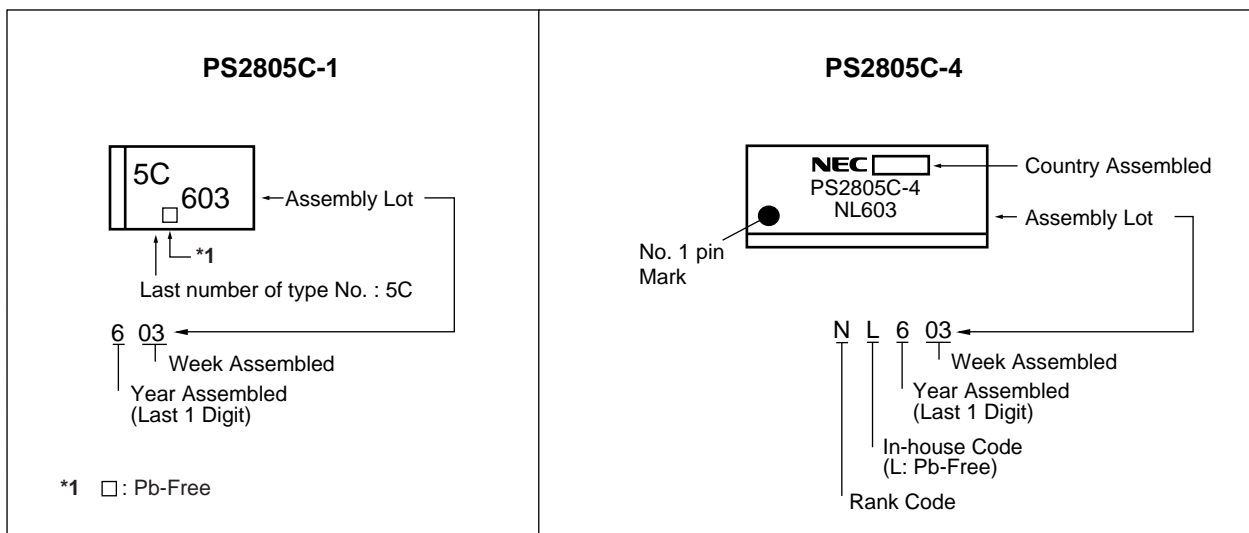 PS2805C-1
5C
603
Assembly Lot
*1
Last number of type No. : 5C
6 03
Week Assembled
Year Assembled
(Last 1 Digit)
*1 □ : Pb-Free
PS2805C-4
NEC
Country Assembled
PS2805C-4
NL603
Assembly Lot
No. 1 pin
Mark
N L 6 03
Week Assembled
Year Assembled
(Last 1 Digit)
In-house Code
(L: Pb-Free)
Rank Code